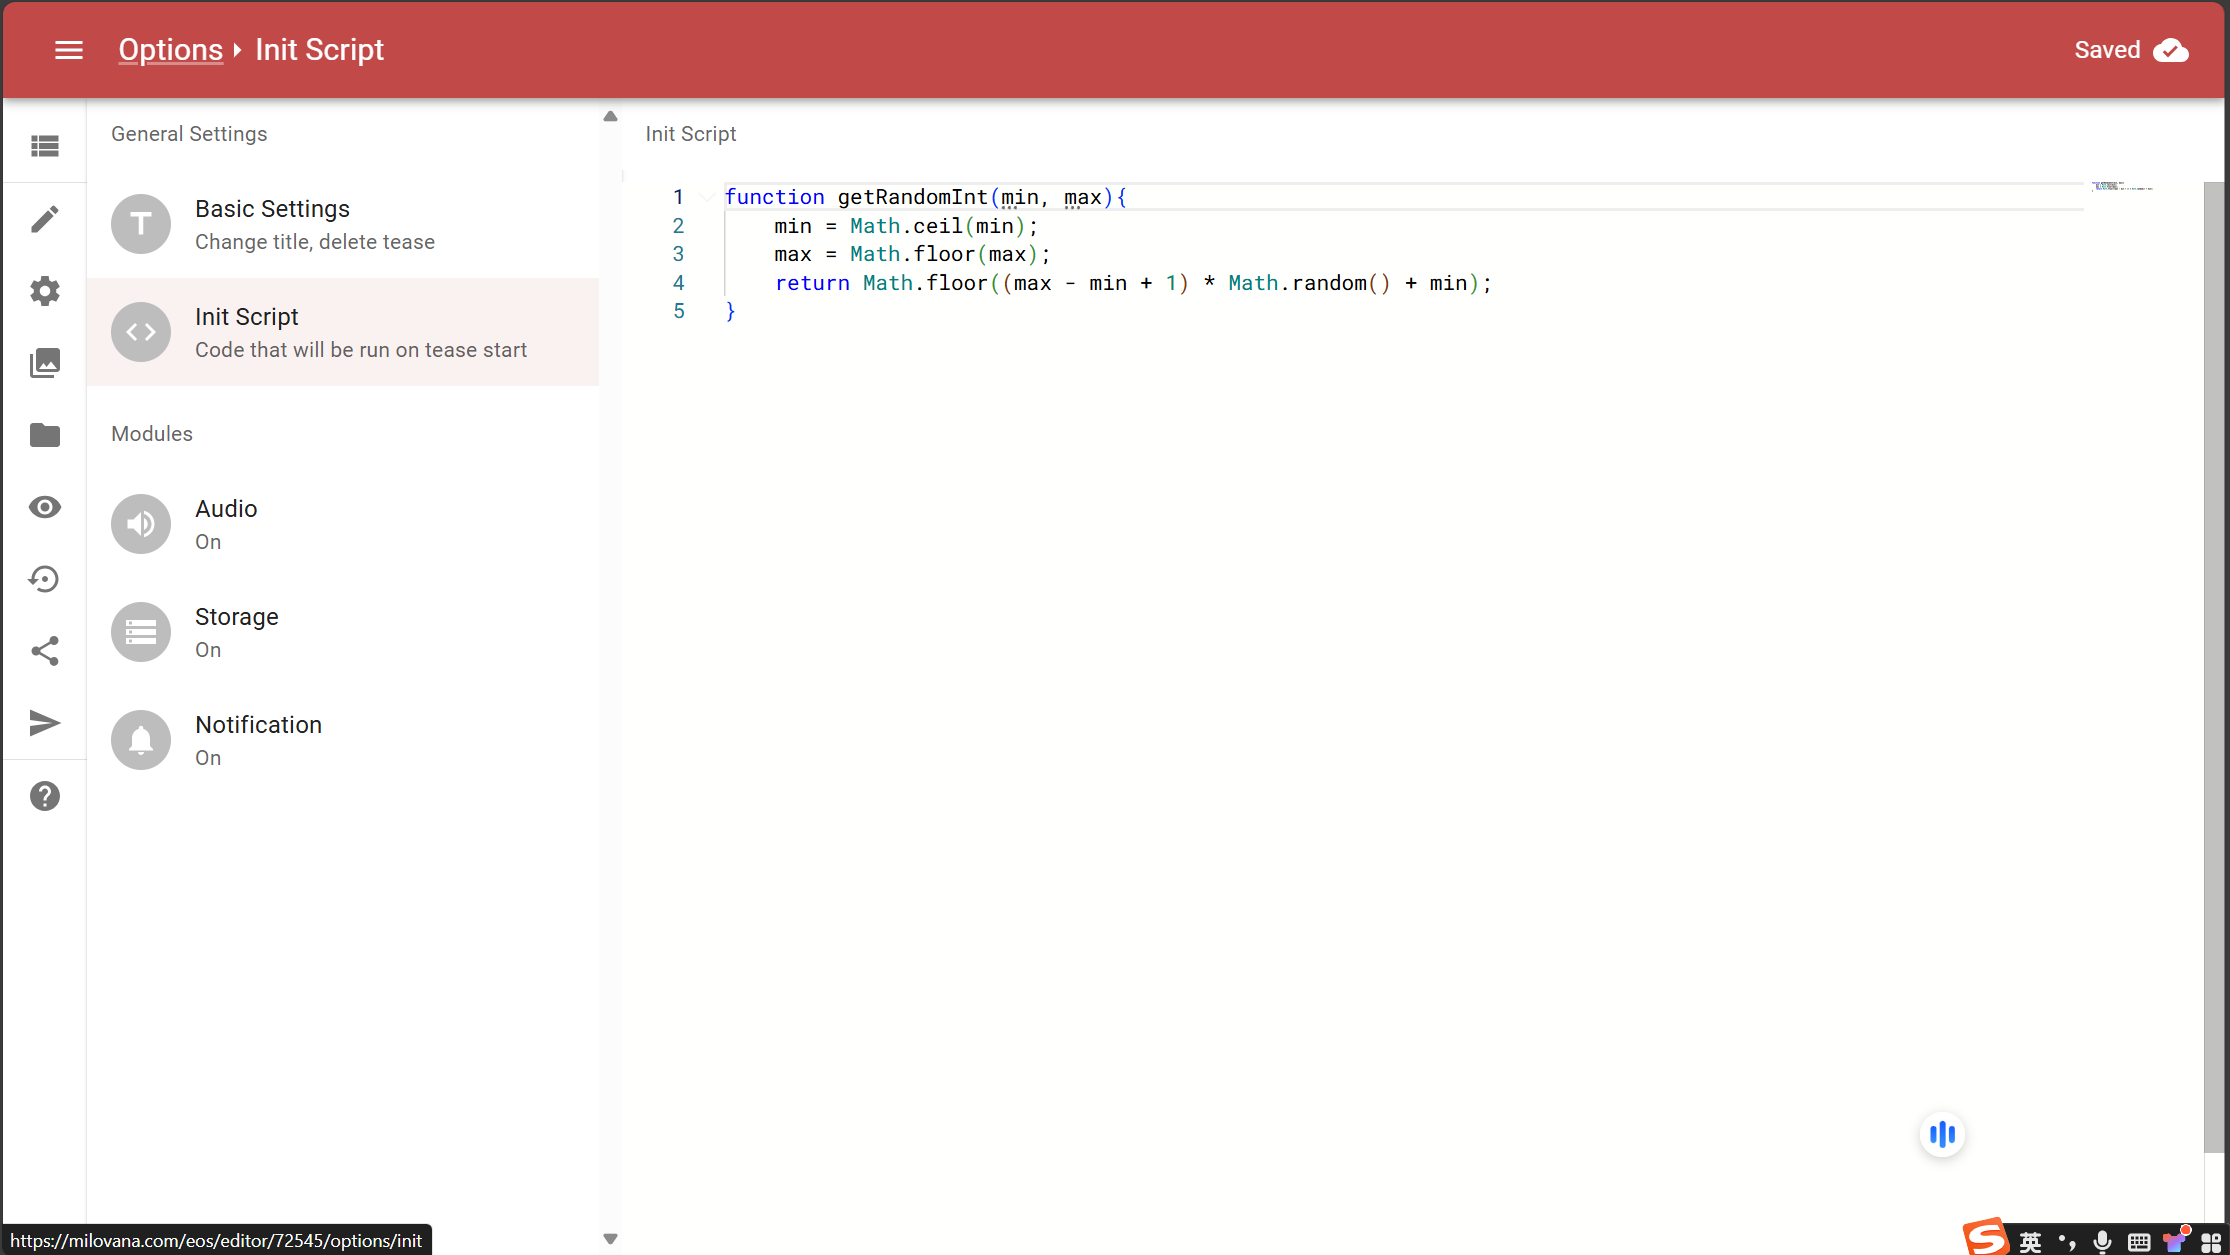 Options Init Script
Saved
General Settings
Basic Settings
Change title, delete tease
Init Script
Code that will be run on tease start
Modules
Audio
On
Storage
On
Notification
On
Init Script
1 function getRandomInt(min, max){
2 min = Math.ceil(min);
3 max = Math.floor(max);
4 return Math.floor((max - min + 1) * Math.random() + min);
5 }
https://milovana.com/eos/editor/72545/options/init
英